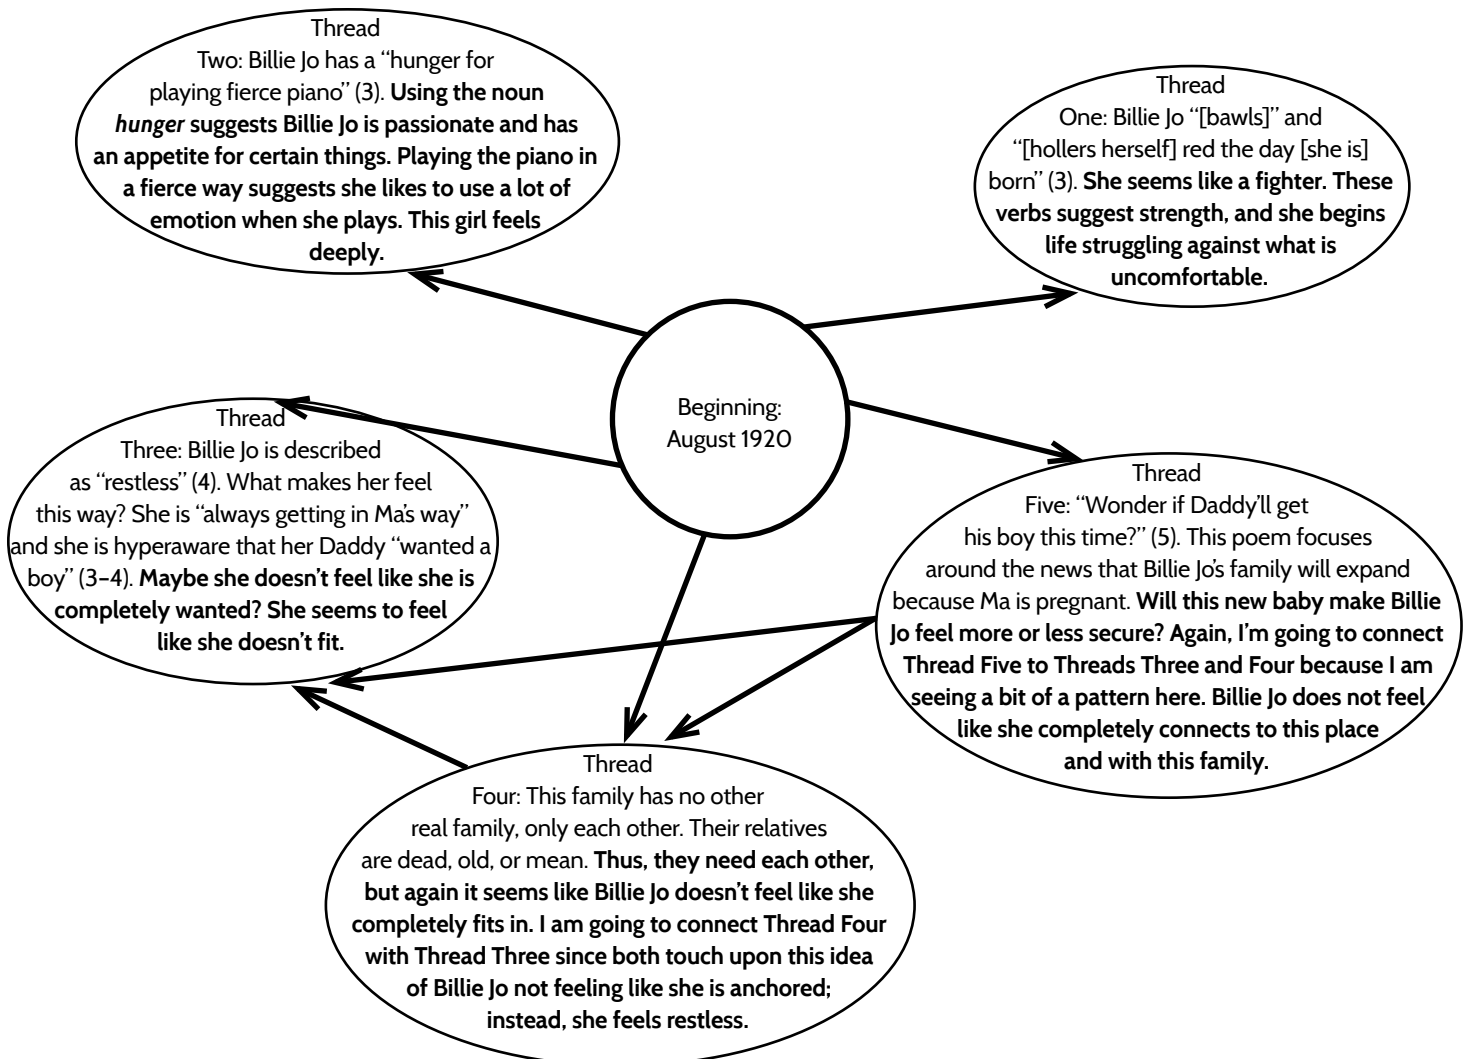 Thread
Two: Billie Jo has a “hunger for
playing fierce piano” (3). Using the noun
hunger suggests Billie Jo is passionate and has
an appetite for certain things. Playing the piano in
a fierce way suggests she likes to use a lot of
emotion when she plays. This girl feels
deeply.
Thread
One: Billie Jo “[bawls]” and
“[hollers herself] red the day [she is]
born” (3). She seems like a fighter. These
verbs suggest strength, and she begins
life struggling against what is
uncomfortable.
Beginning:
August 1920
Thread
Three: Billie Jo is described
as “restless” (4). What makes her feel
this way? She is “always getting in Ma’s way”
and she is hyperaware that her Daddy “wanted a
boy” (3–4). Maybe she doesn’t feel like she is
completely wanted? She seems to feel
like she doesn’t fit.
Thread
Five: “Wonder if Daddy’ll get
his boy this time?” (5). This poem focuses
around the news that Billie Jo’s family will expand
because Ma is pregnant. Will this new baby make Billie
Jo feel more or less secure? Again, I’m going to connect
Thread Five to Threads Three and Four because I am
seeing a bit of a pattern here. Billie Jo does not feel
like she completely connects to this place
and with this family.
Thread
Four: This family has no other
real family, only each other. Their relatives
are dead, old, or mean. Thus, they need each other,
but again it seems like Billie Jo doesn’t feel like she
completely fits in. I am going to connect Thread Four
with Thread Three since both touch upon this idea
of Billie Jo not feeling like she is anchored;
instead, she feels restless.